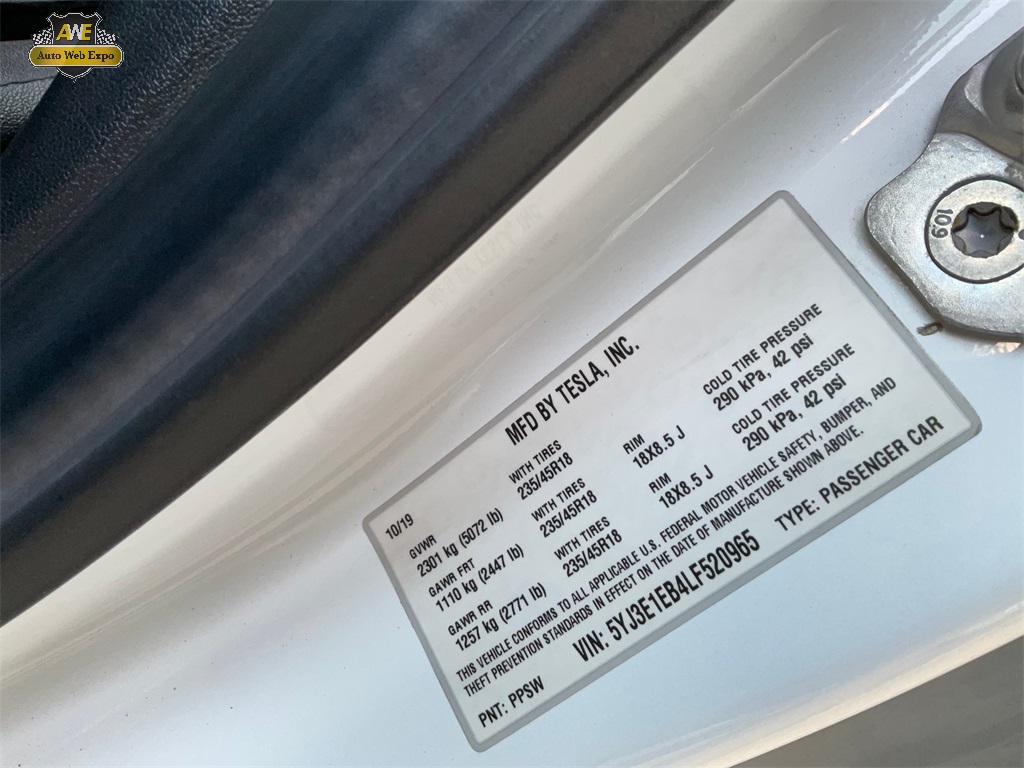 AWE
Auto Web Expo
109
MFD BY TESLA, INC.
10/19
GVWR
2301 kg (5072 lb)
WITH TIRES
235/45R18
RIM
18X8.5 J
COLD TIRE PRESSURE
290 kPa, 42 psi
GAWR FRT
1110 kg (2447 lb)
WITH TIRES
235/45R18
RIM
18X8.5 J
COLD TIRE PRESSURE
290 kPa, 42 psi
GAWR RR
1257 kg (2771 lb)
WITH TIRES
235/45R18
THIS VEHICLE CONFORMS TO ALL APPLICABLE U.S. FEDERAL MOTOR VEHICLE SAFETY, BUMPER, AND
THEFT PREVENTION STANDARDS IN EFFECT ON THE DATE OF MANUFACTURE SHOWN ABOVE.
VIN: 5YJ3E1EB4LF520965 TYPE: PASSENGER CAR
PNT: PPSW